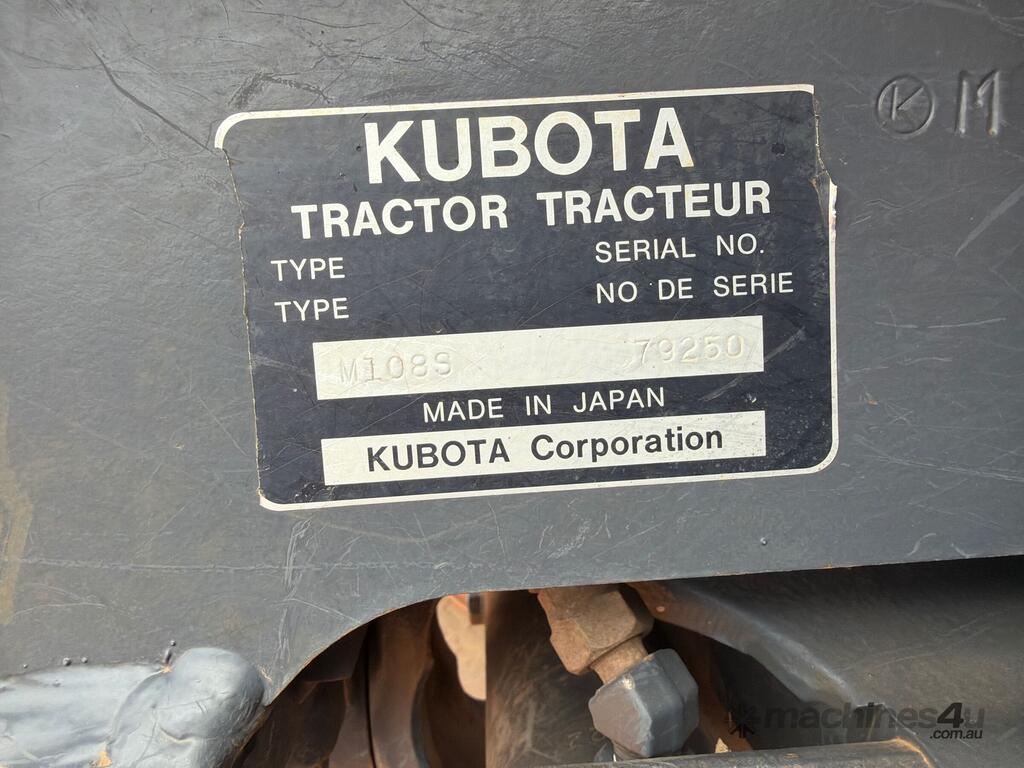 KUBOTA
TRACTOR TRACTEUR
TYPE SERIAL NO.
TYPE NO DE SERIE
M108S 79250
MADE IN JAPAN
KUBOTA Corporation
K M
machines4u
.com.au